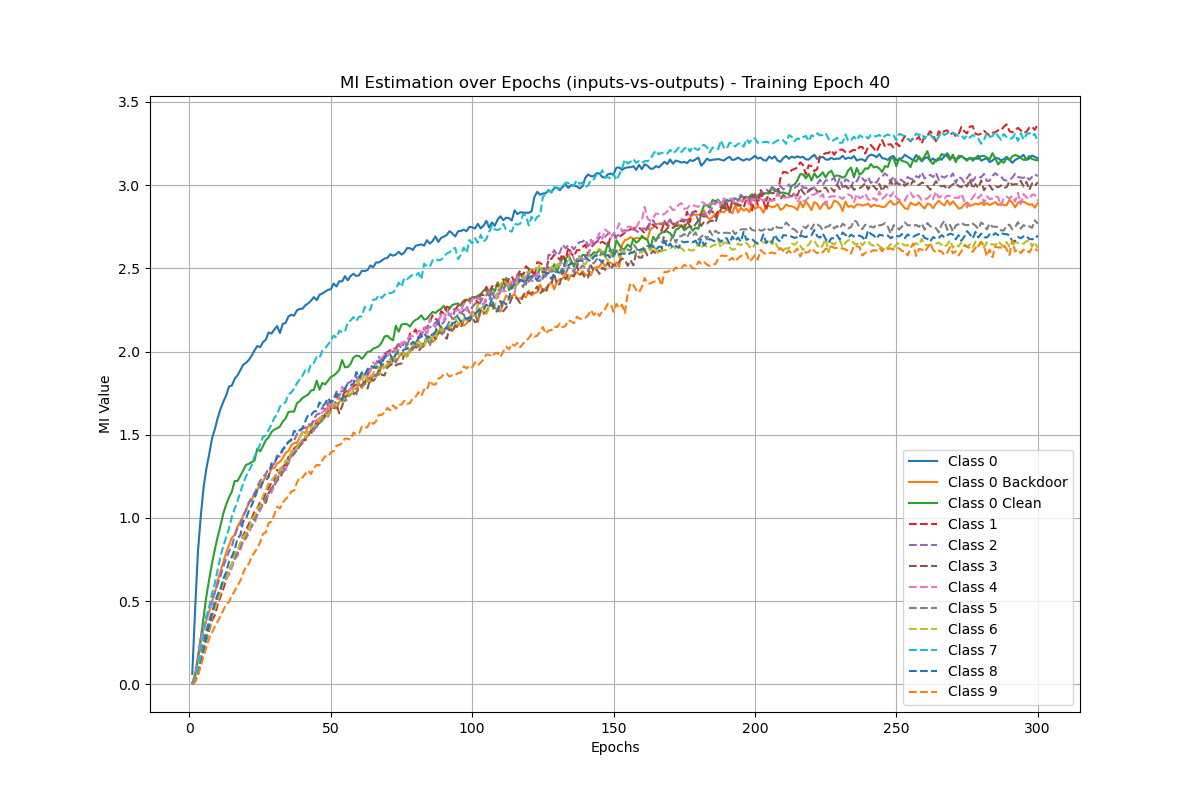 MI Estimation over Epochs (inputs-vs-outputs) - Training Epoch 40
3.5
3.0
2.5
2.0
1.5
1.0
0.5
0.0
MI Value
0 50 100 150 200 250 300
Epochs
Class 0
Class 0 Backdoor
Class 0 Clean
Class 1
Class 2
Class 3
Class 4
Class 5
Class 6
Class 7
Class 8
Class 9